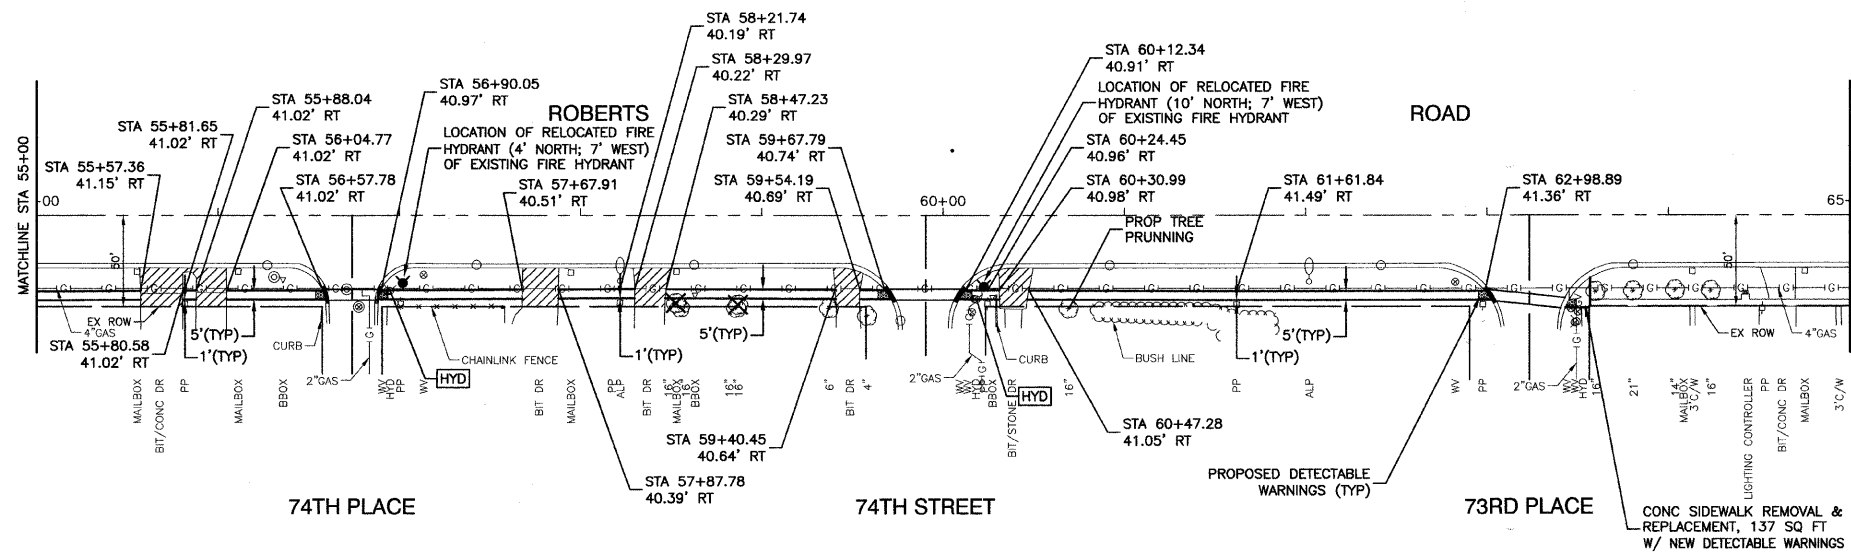 MATCHLINE STA 55+00
+00
STA 55+57.36
41.15' RT
STA 55+81.65
41.02' RT
STA 55+88.04
41.02' RT
STA 56+04.77
41.02' RT
STA 56+57.78
41.02' RT
STA 56+90.05
40.97' RT
LOCATION OF RELOCATED FIRE
HYDRANT (4' NORTH; 7' WEST)
OF EXISTING FIRE HYDRANT
ROBERTS
STA 57+67.91
40.51' RT
STA 58+21.74
40.19' RT
STA 58+29.97
40.22' RT
STA 58+47.23
40.29' RT
STA 59+67.79
40.74' RT
STA 59+54.19
40.69' RT
60+00
STA 60+12.34
40.91' RT
LOCATION OF RELOCATED FIRE
HYDRANT (10' NORTH; 7' WEST)
OF EXISTING FIRE HYDRANT
STA 60+24.45
40.96' RT
STA 60+30.99
40.98' RT
PROP TREE
PRUNNING
STA 61+61.84
41.49' RT
ROAD
STA 62+98.89
41.36' RT
65-
50'
50'
EX ROW
4"GAS
STA 55+80.58
41.02' RT
5'(TYP)
1'(TYP)
CURB
2"GAS
HYD
CHAINLINK FENCE
1'(TYP)
5'(TYP)
2"GAS
CURB
HYD
BUSH LINE
1'(TYP)
5'(TYP)
2"GAS
EX ROW
4"GAS
MAILBOX
BIT/CONC DR
PP
MAILBOX
BBOX
WV
HYD
PP
WV
BIT DR
MAILBOX
PP
ALP
BIT DR
16"
MAILBOX
16"
BBOX
16"
16"
6"
BIT DR
4"
WV
WV
HYD
PP
BBOX
BIT/STONE DR
16"
PP
ALP
WV
PP
WV
WV
HYD
16"
21"
14"
MAILBOX
3'C/W
16"
LIGHTING CONTROLLER
PP
BIT/CONC DR
MAILBOX
3'C/W
STA 59+40.45
40.64' RT
STA 57+87.78
40.39' RT
STA 60+47.28
41.05' RT
PROPOSED DETECTABLE
WARNINGS (TYP)
74TH PLACE
74TH STREET
73RD PLACE
CONC SIDEWALK REMOVAL &
REPLACEMENT, 137 SQ FT
W/ NEW DETECTABLE WARNINGS